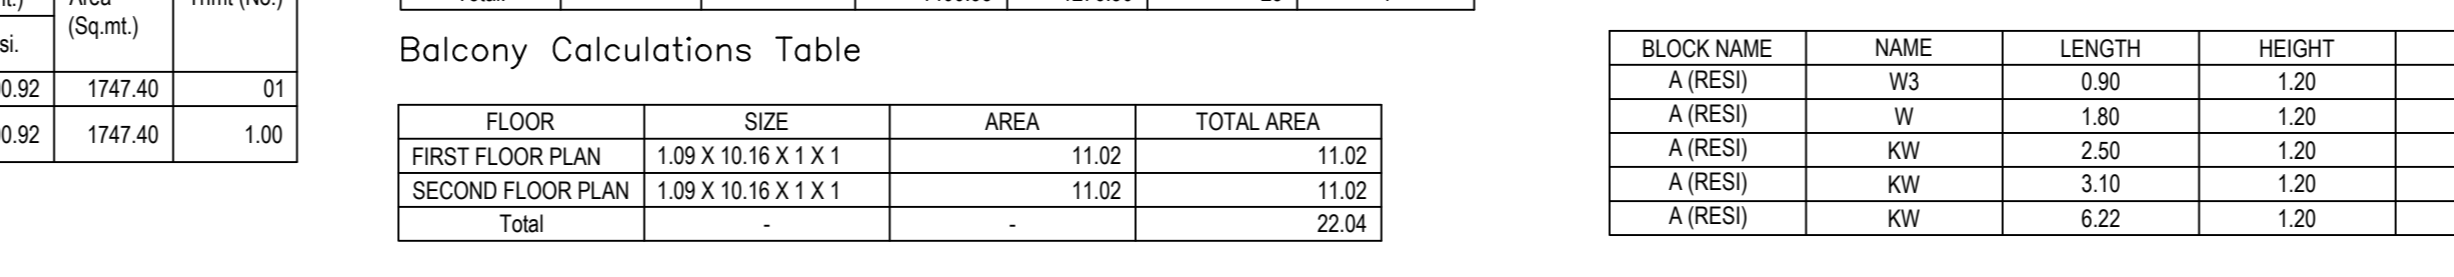 Area
(Sq.mt.)
si.
0.92 1747.40 01
0.92 1747.40 1.00
Balcony Calculations Table
FLOOR SIZE AREA TOTAL AREA
FIRST FLOOR PLAN 1.09 X 10.16 X 1 X 1 11.02 11.02
SECOND FLOOR PLAN 1.09 X 10.16 X 1 X 1 11.02 11.02
Total - - 22.04
BLOCK NAME NAME LENGTH HEIGHT
A (RESI) W3 0.90 1.20
A (RESI) W 1.80 1.20
A (RESI) KW 2.50 1.20
A (RESI) KW 3.10 1.20
A (RESI) KW 6.22 1.20